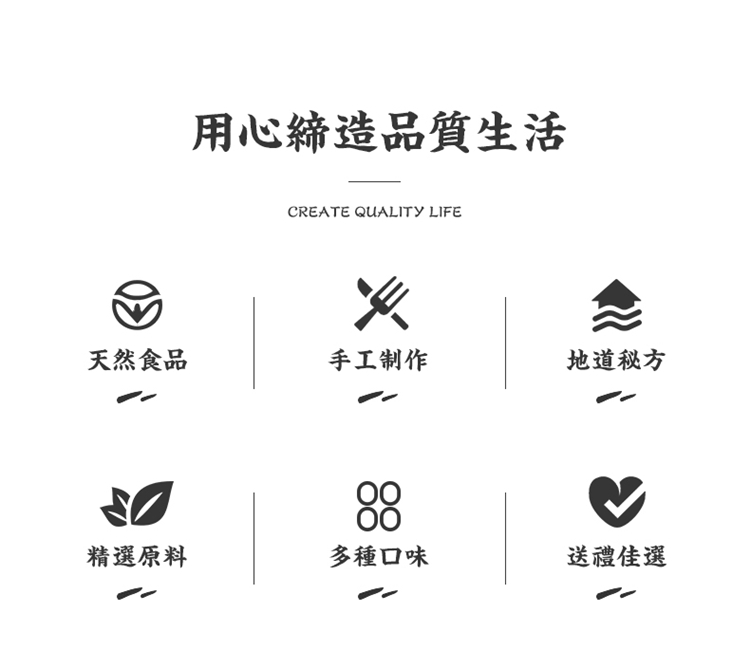 用心締造品質生活
CREATE QUALITY LIFE
天然食品
手工制作
地道秘方
精選原料
多種口味
送禮佳選